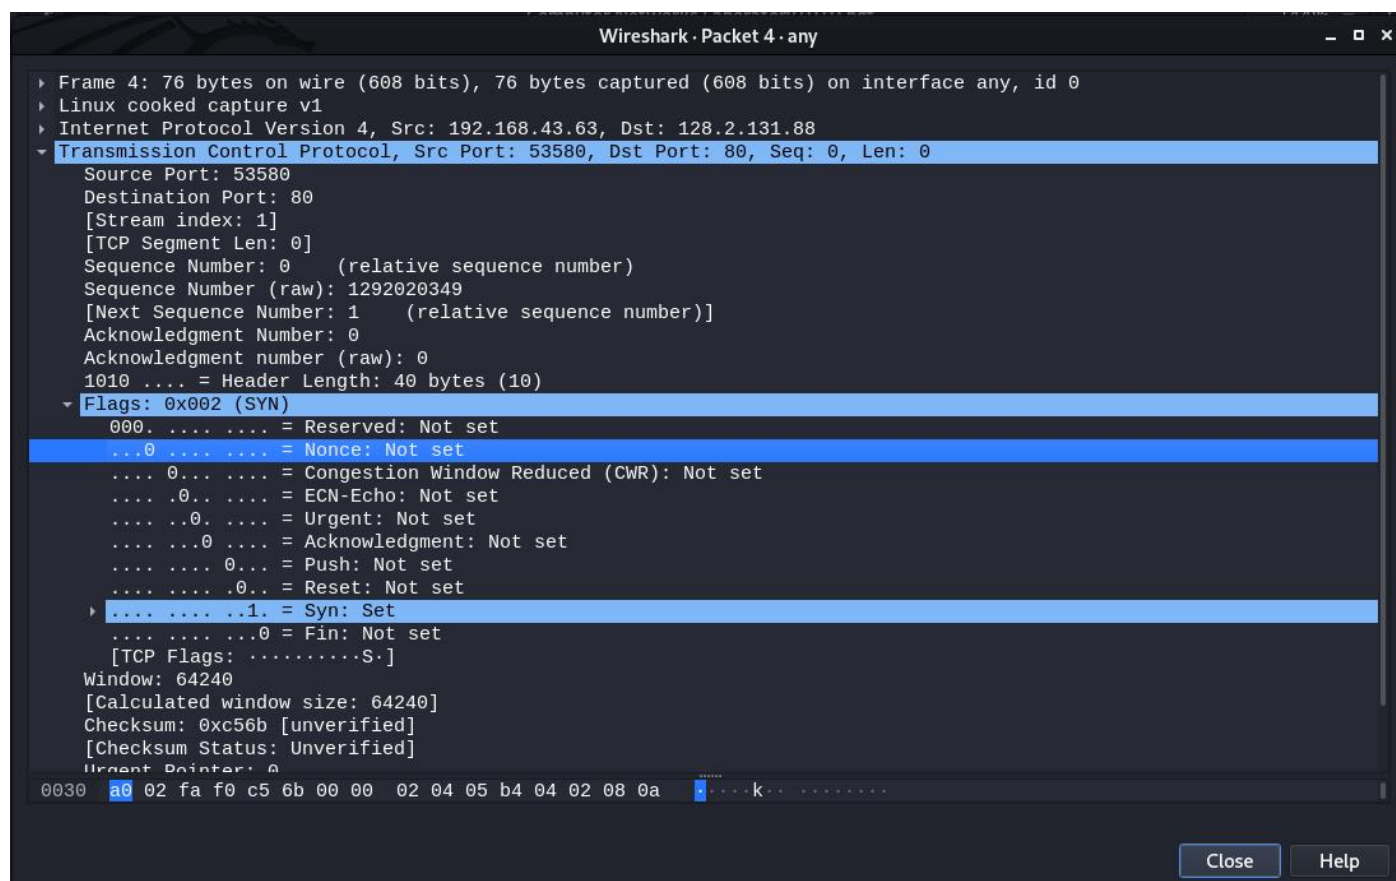 Wireshark · Packet 4 · any
Frame 4: 76 bytes on wire (608 bits), 76 bytes captured (608 bits) on interface any, id 0
Linux cooked capture v1
Internet Protocol Version 4, Src: 192.168.43.63, Dst: 128.2.131.88
Transmission Control Protocol, Src Port: 53580, Dst Port: 80, Seq: 0, Len: 0
Source Port: 53580
Destination Port: 80
[Stream index: 1]
[TCP Segment Len: 0]
Sequence Number: 0    (relative sequence number)
Sequence Number (raw): 1292020349
[Next Sequence Number: 1    (relative sequence number)]
Acknowledgment Number: 0
Acknowledgment number (raw): 0
1010 .... = Header Length: 40 bytes (10)
Flags: 0x002 (SYN)
000. .... .... = Reserved: Not set
...0 .... .... = Nonce: Not set
.... 0... .... = Congestion Window Reduced (CWR): Not set
.... .0.. .... = ECN-Echo: Not set
.... ..0. .... = Urgent: Not set
.... ...0 .... = Acknowledgment: Not set
.... .... 0... = Push: Not set
.... .... .0.. = Reset: Not set
.... .... ..1. = Syn: Set
.... .... ...0 = Fin: Not set
[TCP Flags: ··········S·]
Window: 64240
[Calculated window size: 64240]
Checksum: 0xc56b [unverified]
[Checksum Status: Unverified]
Urgent Pointer: 0
0030 a0 02 fa f0 c5 6b 00 00 02 04 05 b4 04 02 08 0a ·····k·· ········
Close Help